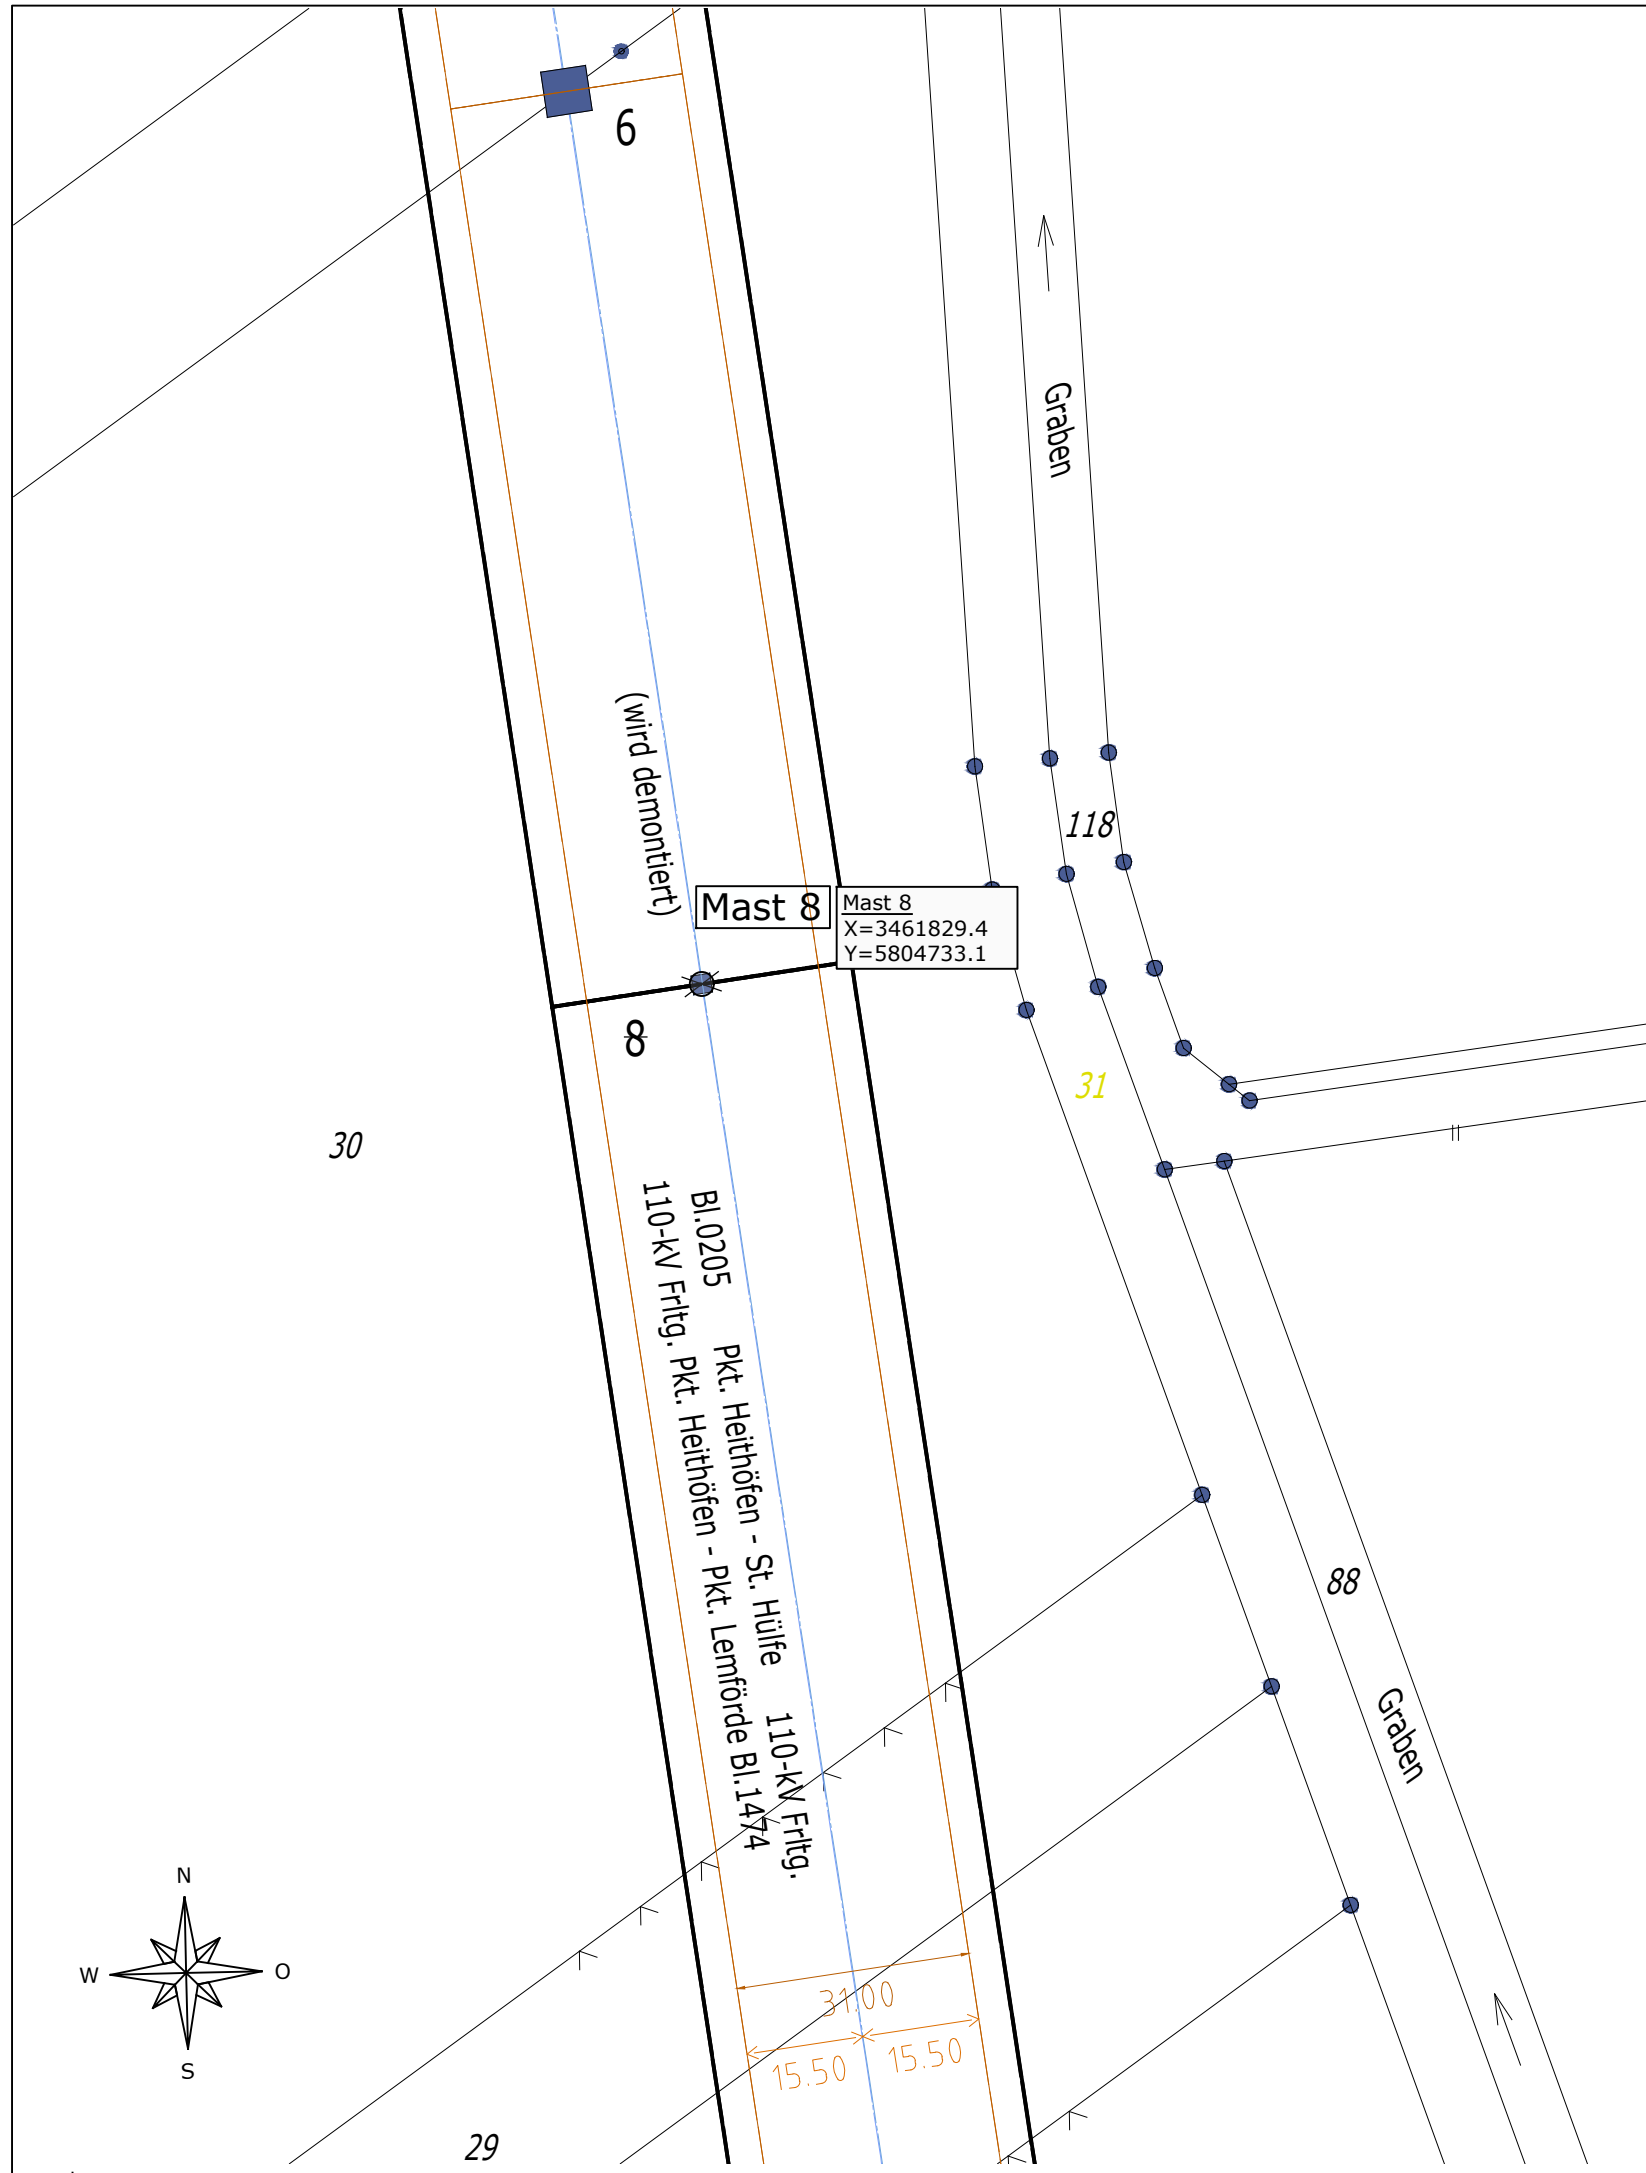 6
Graben
(wird demontiert)
118
Mast 8
Mast 8
X=3461829.4
Y=5804733.1
8
31
30
Bl.0205 Pkt. Heithöfen - St. Hülfe 110-kV Frltg.
110-kV Frltg. Pkt. Heithöfen - Pkt. Lemförde Bl.1474
88
Graben
N
W
O
S
31.00
15.50
15.50
29